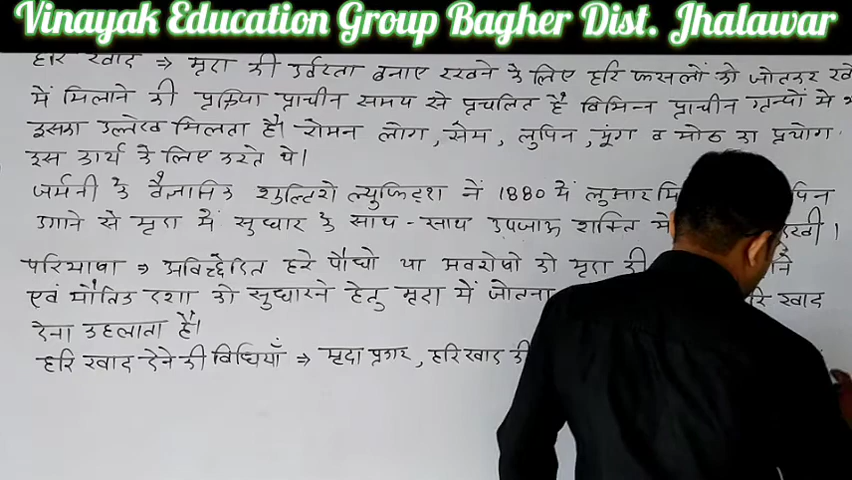 Vinayak Education Group Bagher Dist. Jhalawar
हरि खाद ⇒ मृदा की उर्वरता बनाए रखने के लिए हरि फसलों को जोतकर
में मिलाने की प्रक्रिया प्राचीन समय से प्रचलित है विभिन्न प्राचीन ग्रन्थों में
इसका उल्लेख मिलता है। रोमन लोग, सेम, लुपिन, मूंग व मोठ का प्रयोग
इस कार्य के लिए करते थे।
जर्मनी के वैज्ञानिक शुल्टिशे ल्युफिट्श नें 1880 में लुमार
उगाने से मृदा में सुधार के साथ - साथ उपजाऊ शक्ति में
परिभाषा ⇒ अविच्छेदित हरे पौधो या अवशेषो को मृदा की
एवं भौतिक दशा को सुधारने हेतु मृदा में जोतना खाद
देना कहलाता है।
हरि खाद देने की विधियाँ ⇒ मृदा प्रकार, हरि खाद की